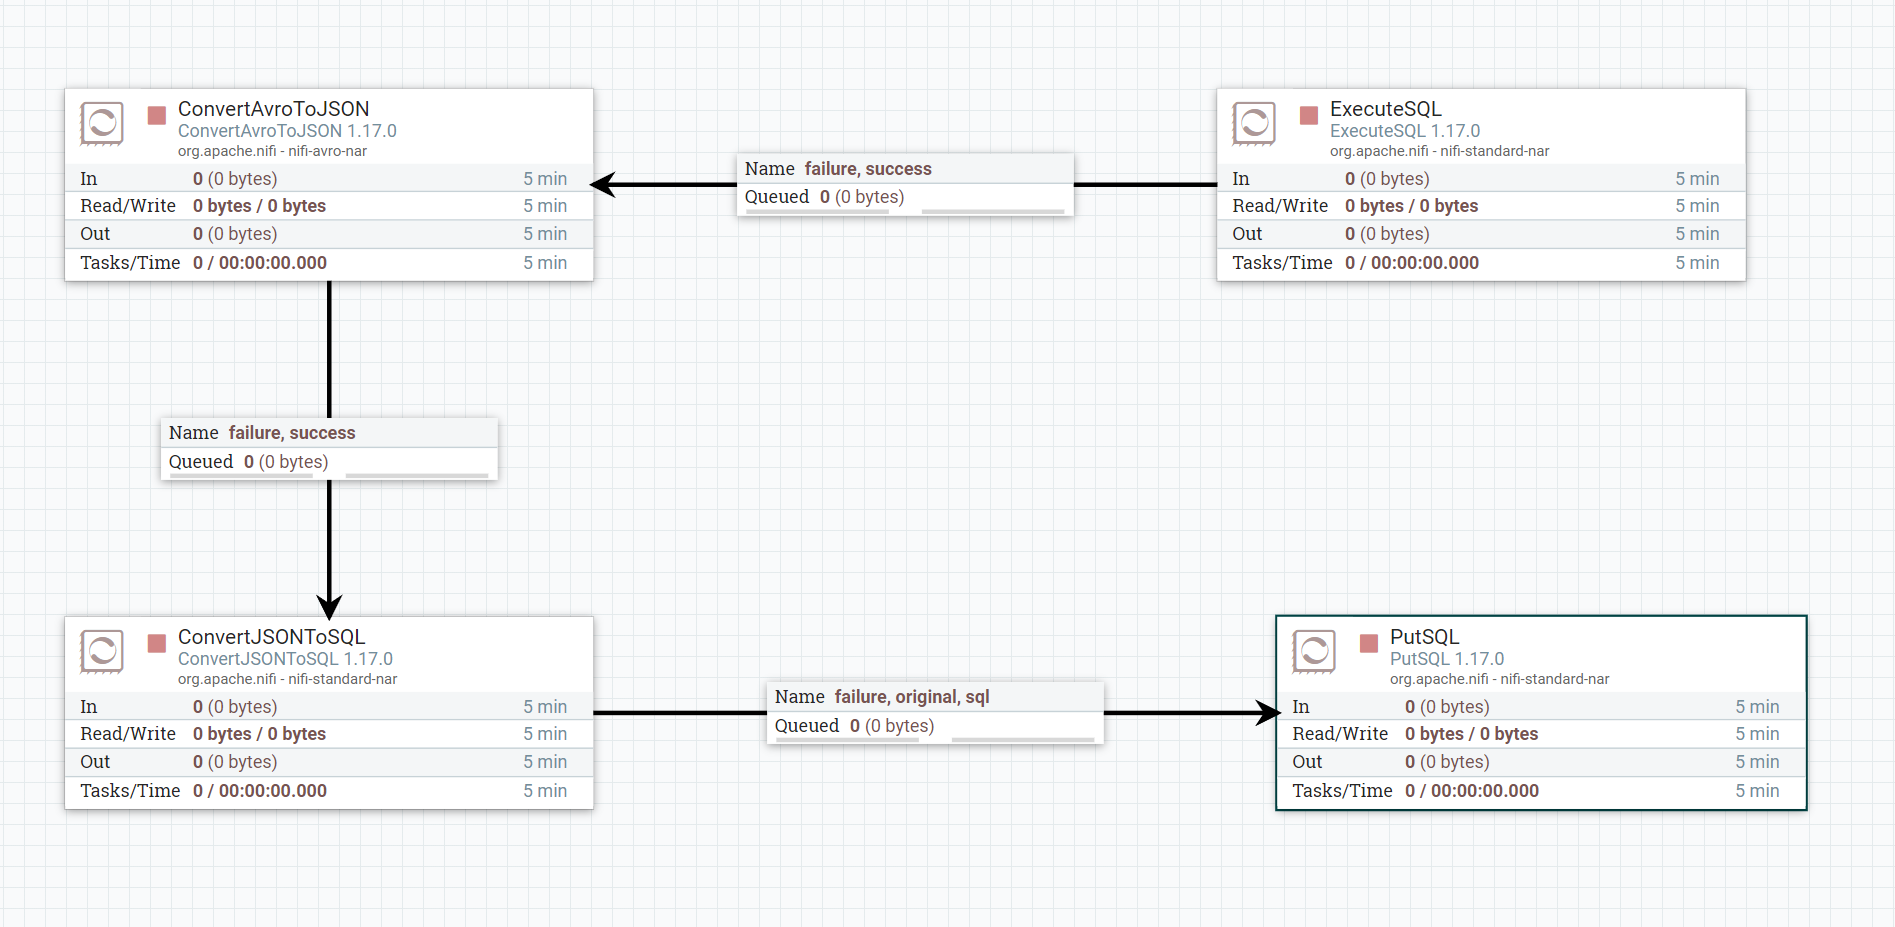 ConvertAvroToJSON
ConvertAvroToJSON 1.17.0
org.apache.nifi - nifi-avro-nar
In 0 (0 bytes) 5 min
Read/Write 0 bytes / 0 bytes 5 min
Out 0 (0 bytes) 5 min
Tasks/Time 0 / 00:00:00.000 5 min
Name failure, success
Queued 0 (0 bytes)
ExecuteSQL
ExecuteSQL 1.17.0
org.apache.nifi - nifi-standard-nar
In 0 (0 bytes) 5 min
Read/Write 0 bytes / 0 bytes 5 min
Out 0 (0 bytes) 5 min
Tasks/Time 0 / 00:00:00.000 5 min
Name failure, success
Queued 0 (0 bytes)
ConvertJSONToSQL
ConvertJSONToSQL 1.17.0
org.apache.nifi - nifi-standard-nar
In 0 (0 bytes) 5 min
Read/Write 0 bytes / 0 bytes 5 min
Out 0 (0 bytes) 5 min
Tasks/Time 0 / 00:00:00.000 5 min
Name failure, original, sql
Queued 0 (0 bytes)
PutSQL
PutSQL 1.17.0
org.apache.nifi - nifi-standard-nar
In 0 (0 bytes) 5 min
Read/Write 0 bytes / 0 bytes 5 min
Out 0 (0 bytes) 5 min
Tasks/Time 0 / 00:00:00.000 5 min